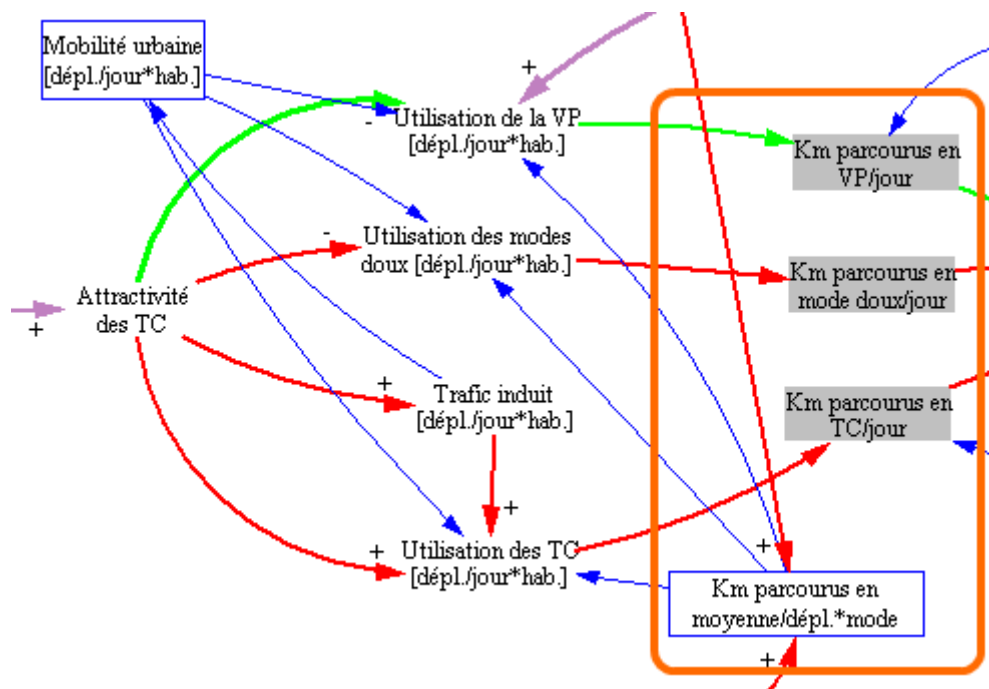 Mobilité urbaine
[dépl./jour*hab.]
+
- Utilisation de la VP
[dépl./jour*hab.]
Km parcourus en
VP/jour
- Utilisation des modes
doux [dépl./jour*hab.]
Km parcourus en
mode doux/jour
Attractivité
des TC
+
+
Trafic induit
[dépl./jour*hab.]
Km parcourus en
TC/jour
+
+ Utilisation des TC
[dépl./jour*hab.]
+
Km parcourus en
moyenne/dépl.*mode
+